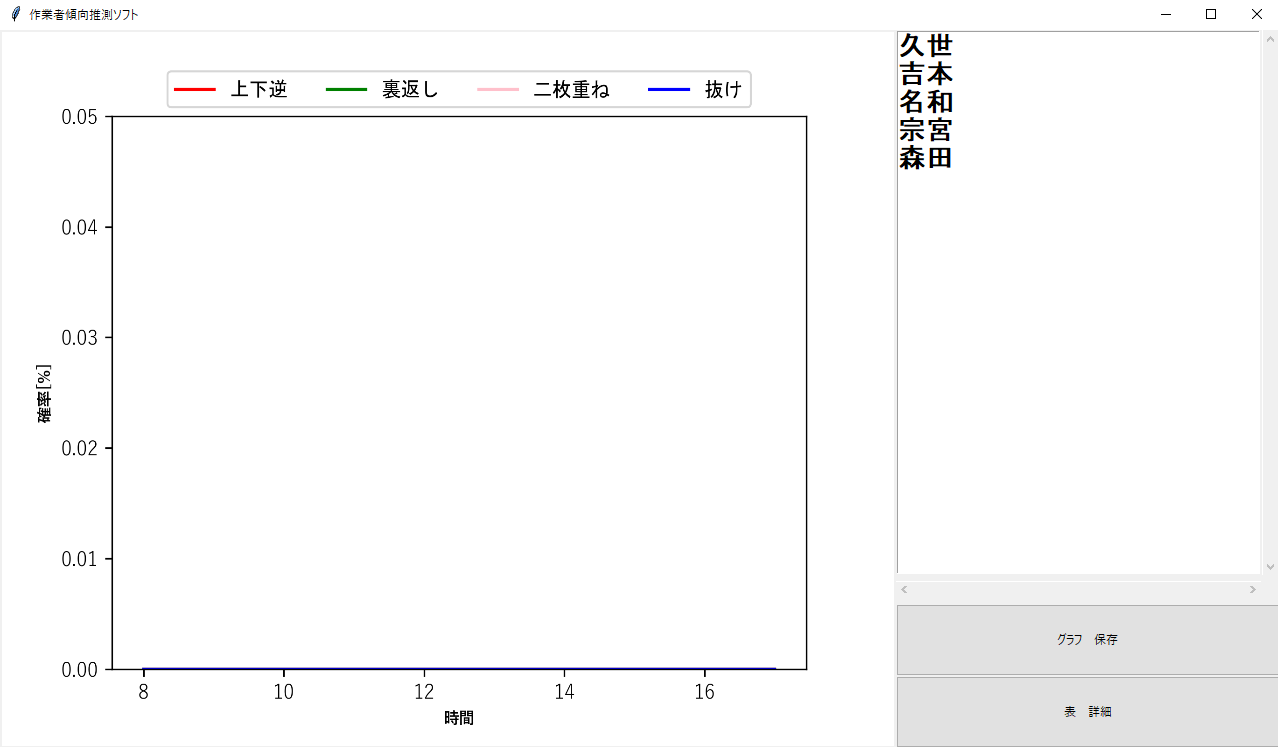 作業者傾向推測ソフト
上下逆 裏返し 二枚重ね 抜け
0.05
0.04
0.03
0.02
0.01
0.00
確率[%]
8 10 12 14 16
時間
久世
吉本
名和
宗宮
森田
グラフ 保存
表 詳細